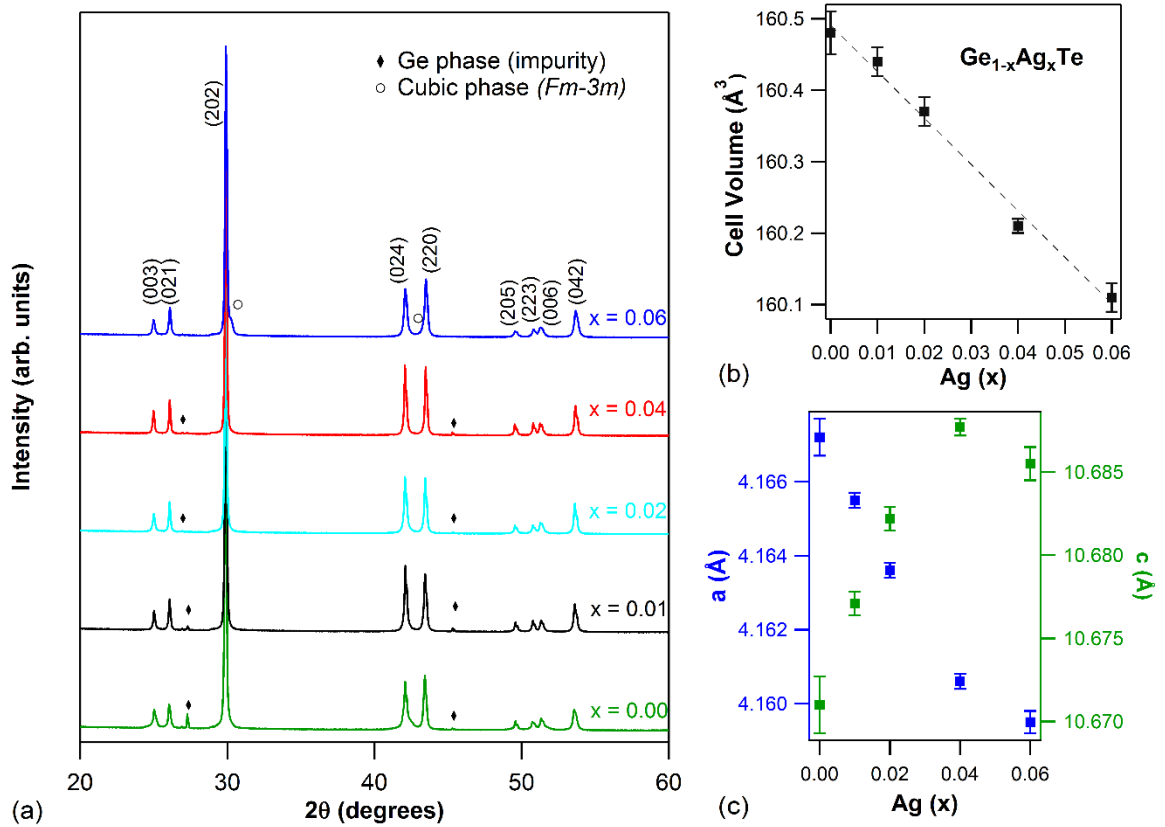 ♦ Ge phase (impurity)
○ Cubic phase (Fm-3m)
(202)
(003)
(021)
(024)
(220)
(205)
(223)
(006)
(042)
x = 0.06
x = 0.04
x = 0.02
x = 0.01
x = 0.00
Intensity (arb. units)
20 30 40 50 60
2θ (degrees)
(a)
Ge1-xAgxTe
Cell Volume (Å3)
160.5
160.4
160.3
160.2
160.1
0.00 0.01 0.02 0.03 0.04 0.05 0.06
Ag (x)
(b)
a (Å)
4.166
4.164
4.162
4.160
c (Å)
10.685
10.680
10.675
10.670
0.00 0.02 0.04 0.06
Ag (x)
(c)